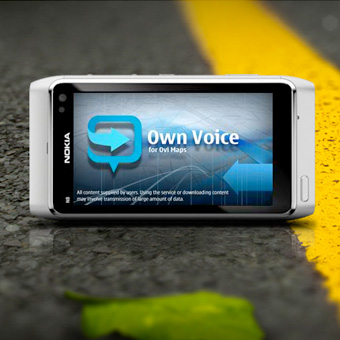 NOKIA
Own Voice
for Ovi Maps
All content supplied by users. Using the service or downloading content
may involve transmission of large amount of data.
N8